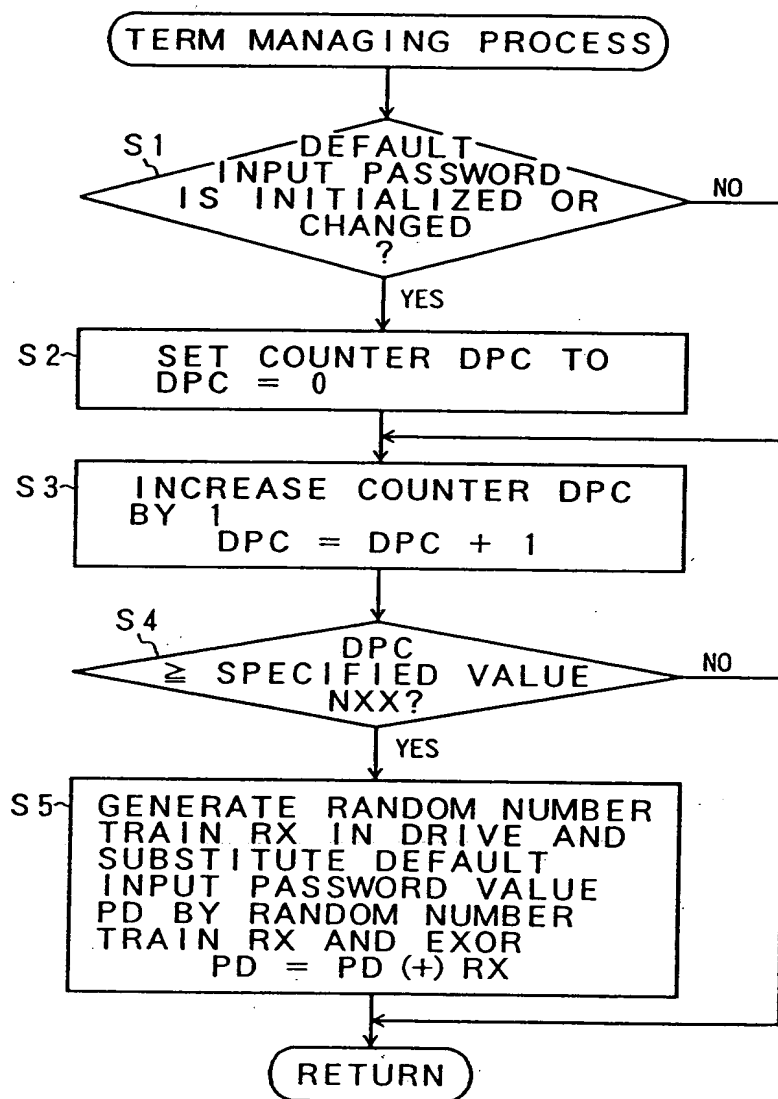 TERM MANAGING PROCESS
S1
DEFAULT
INPUT PASSWORD
IS INITIALIZED OR
CHANGED
?
NO
YES
S2
SET COUNTER DPC TO
DPC = 0
S3
INCREASE COUNTER DPC
BY 1
DPC = DPC + 1
S4
DPC
≧ SPECIFIED VALUE
NXX?
NO
YES
S5
GENERATE RANDOM NUMBER
TRAIN RX IN DRIVE AND
SUBSTITUTE DEFAULT
INPUT PASSWORD VALUE
PD BY RANDOM NUMBER
TRAIN RX AND EXOR
PD = PD (+) RX
RETURN